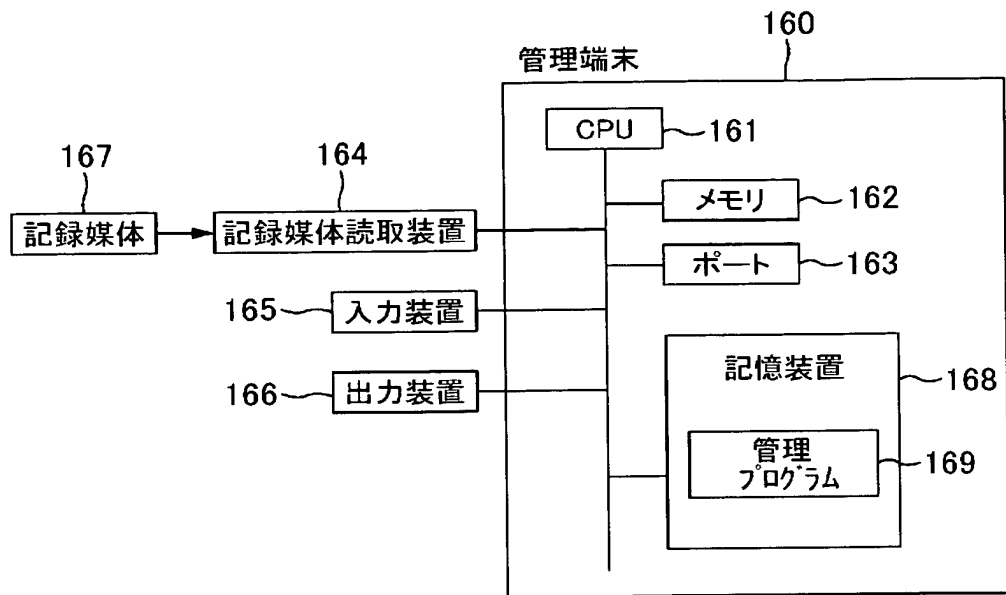 160
管理端末
CPU
161
167
164
メモリ
162
記録媒体
記録媒体読取装置
ポート
163
165
入力装置
記憶装置
168
166
出力装置
管理
プログラム
169